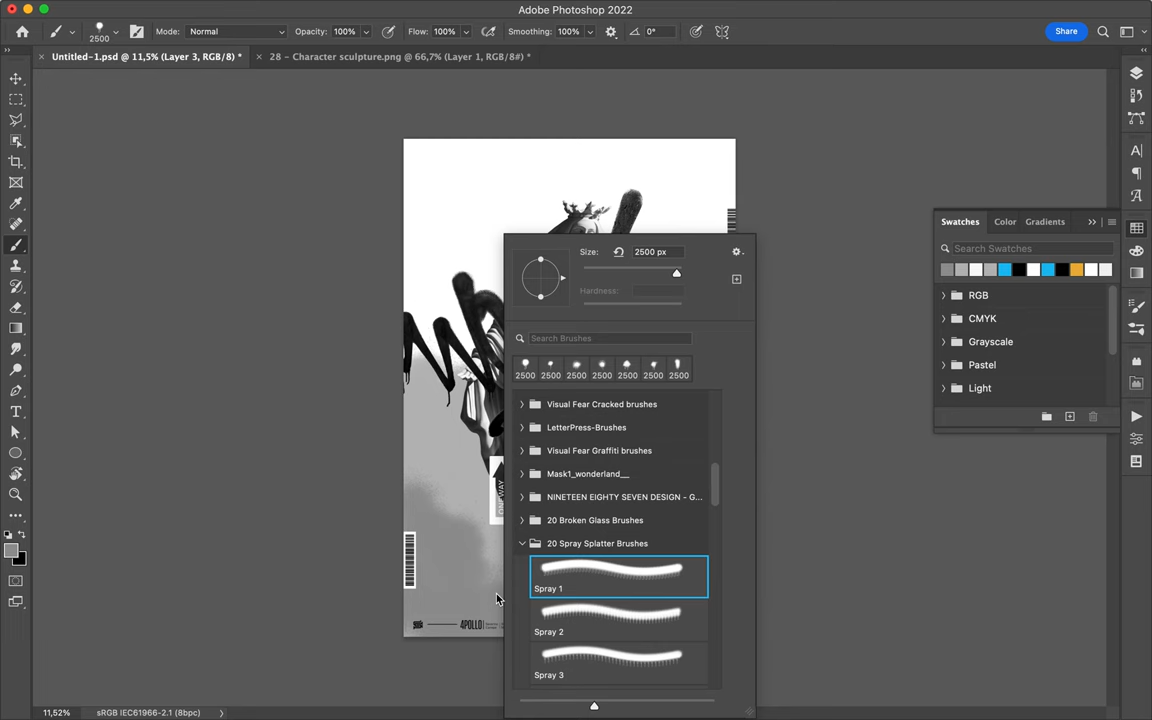 Adobe Photoshop 2022
2500 Mode: Normal Opacity: 100% Flow: 100% Smoothing: 100% 0° Share
× Untitled-1.psd @ 11,5% (Layer 3, RGB/8) * × 28 – Character sculpture.png @ 66,7% (Layer 1, RGB/8#) *
Size: 2500 px
Hardness:
Search Brushes
2500 2500 2500 2500 2500 2500 2500
Visual Fear Cracked brushes
LetterPress-Brushes
Visual Fear Graffiti brushes
Mask1_wonderland__
NINETEEN EIGHTY SEVEN DESIGN - G...
20 Broken Glass Brushes
20 Spray Splatter Brushes
Spray 1
Spray 2
Spray 3
Swatches Color Gradients
Search Swatches
RGB
CMYK
Grayscale
Pastel
Light
ONE WAY
4POLLO
11,52% sRGB IEC61966-2.1 (8bpc)